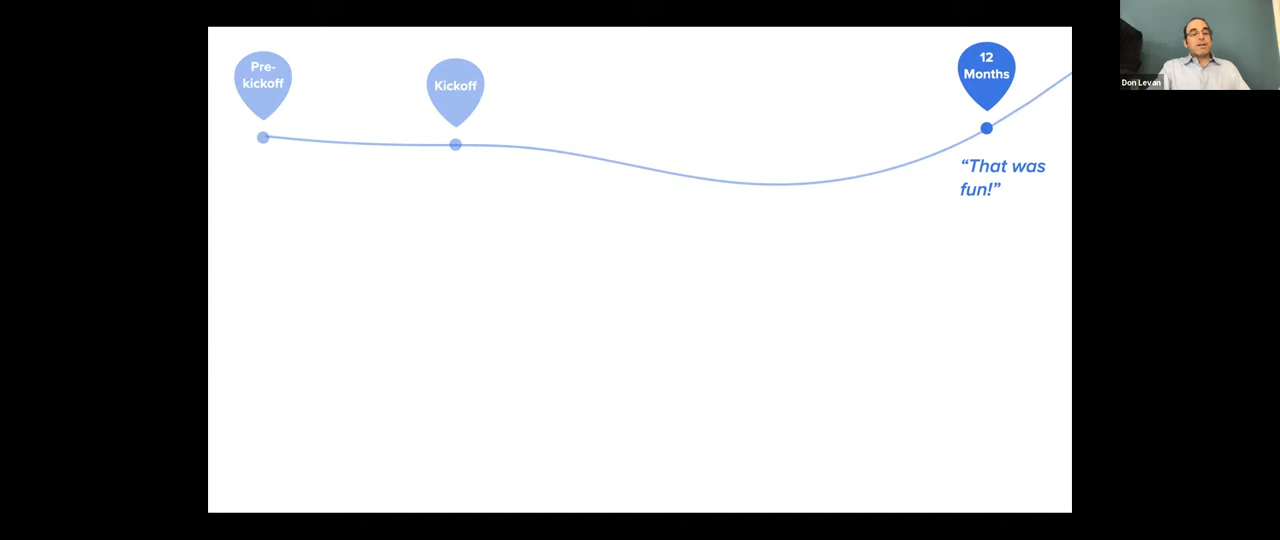 Pre-
kickoff
Kickoff
12
Months
“That was
fun!”
Don Levan